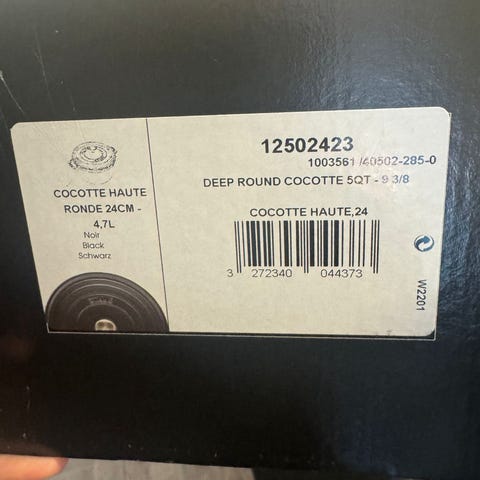 COCOTTE HAUTE
RONDE 24CM -
4,7L
Noir
Black
Schwarz
12502423
1003561 /40502-285-0
DEEP ROUND COCOTTE 5QT - 9 3/8
COCOTTE HAUTE,24
3 272340 044373
W2201